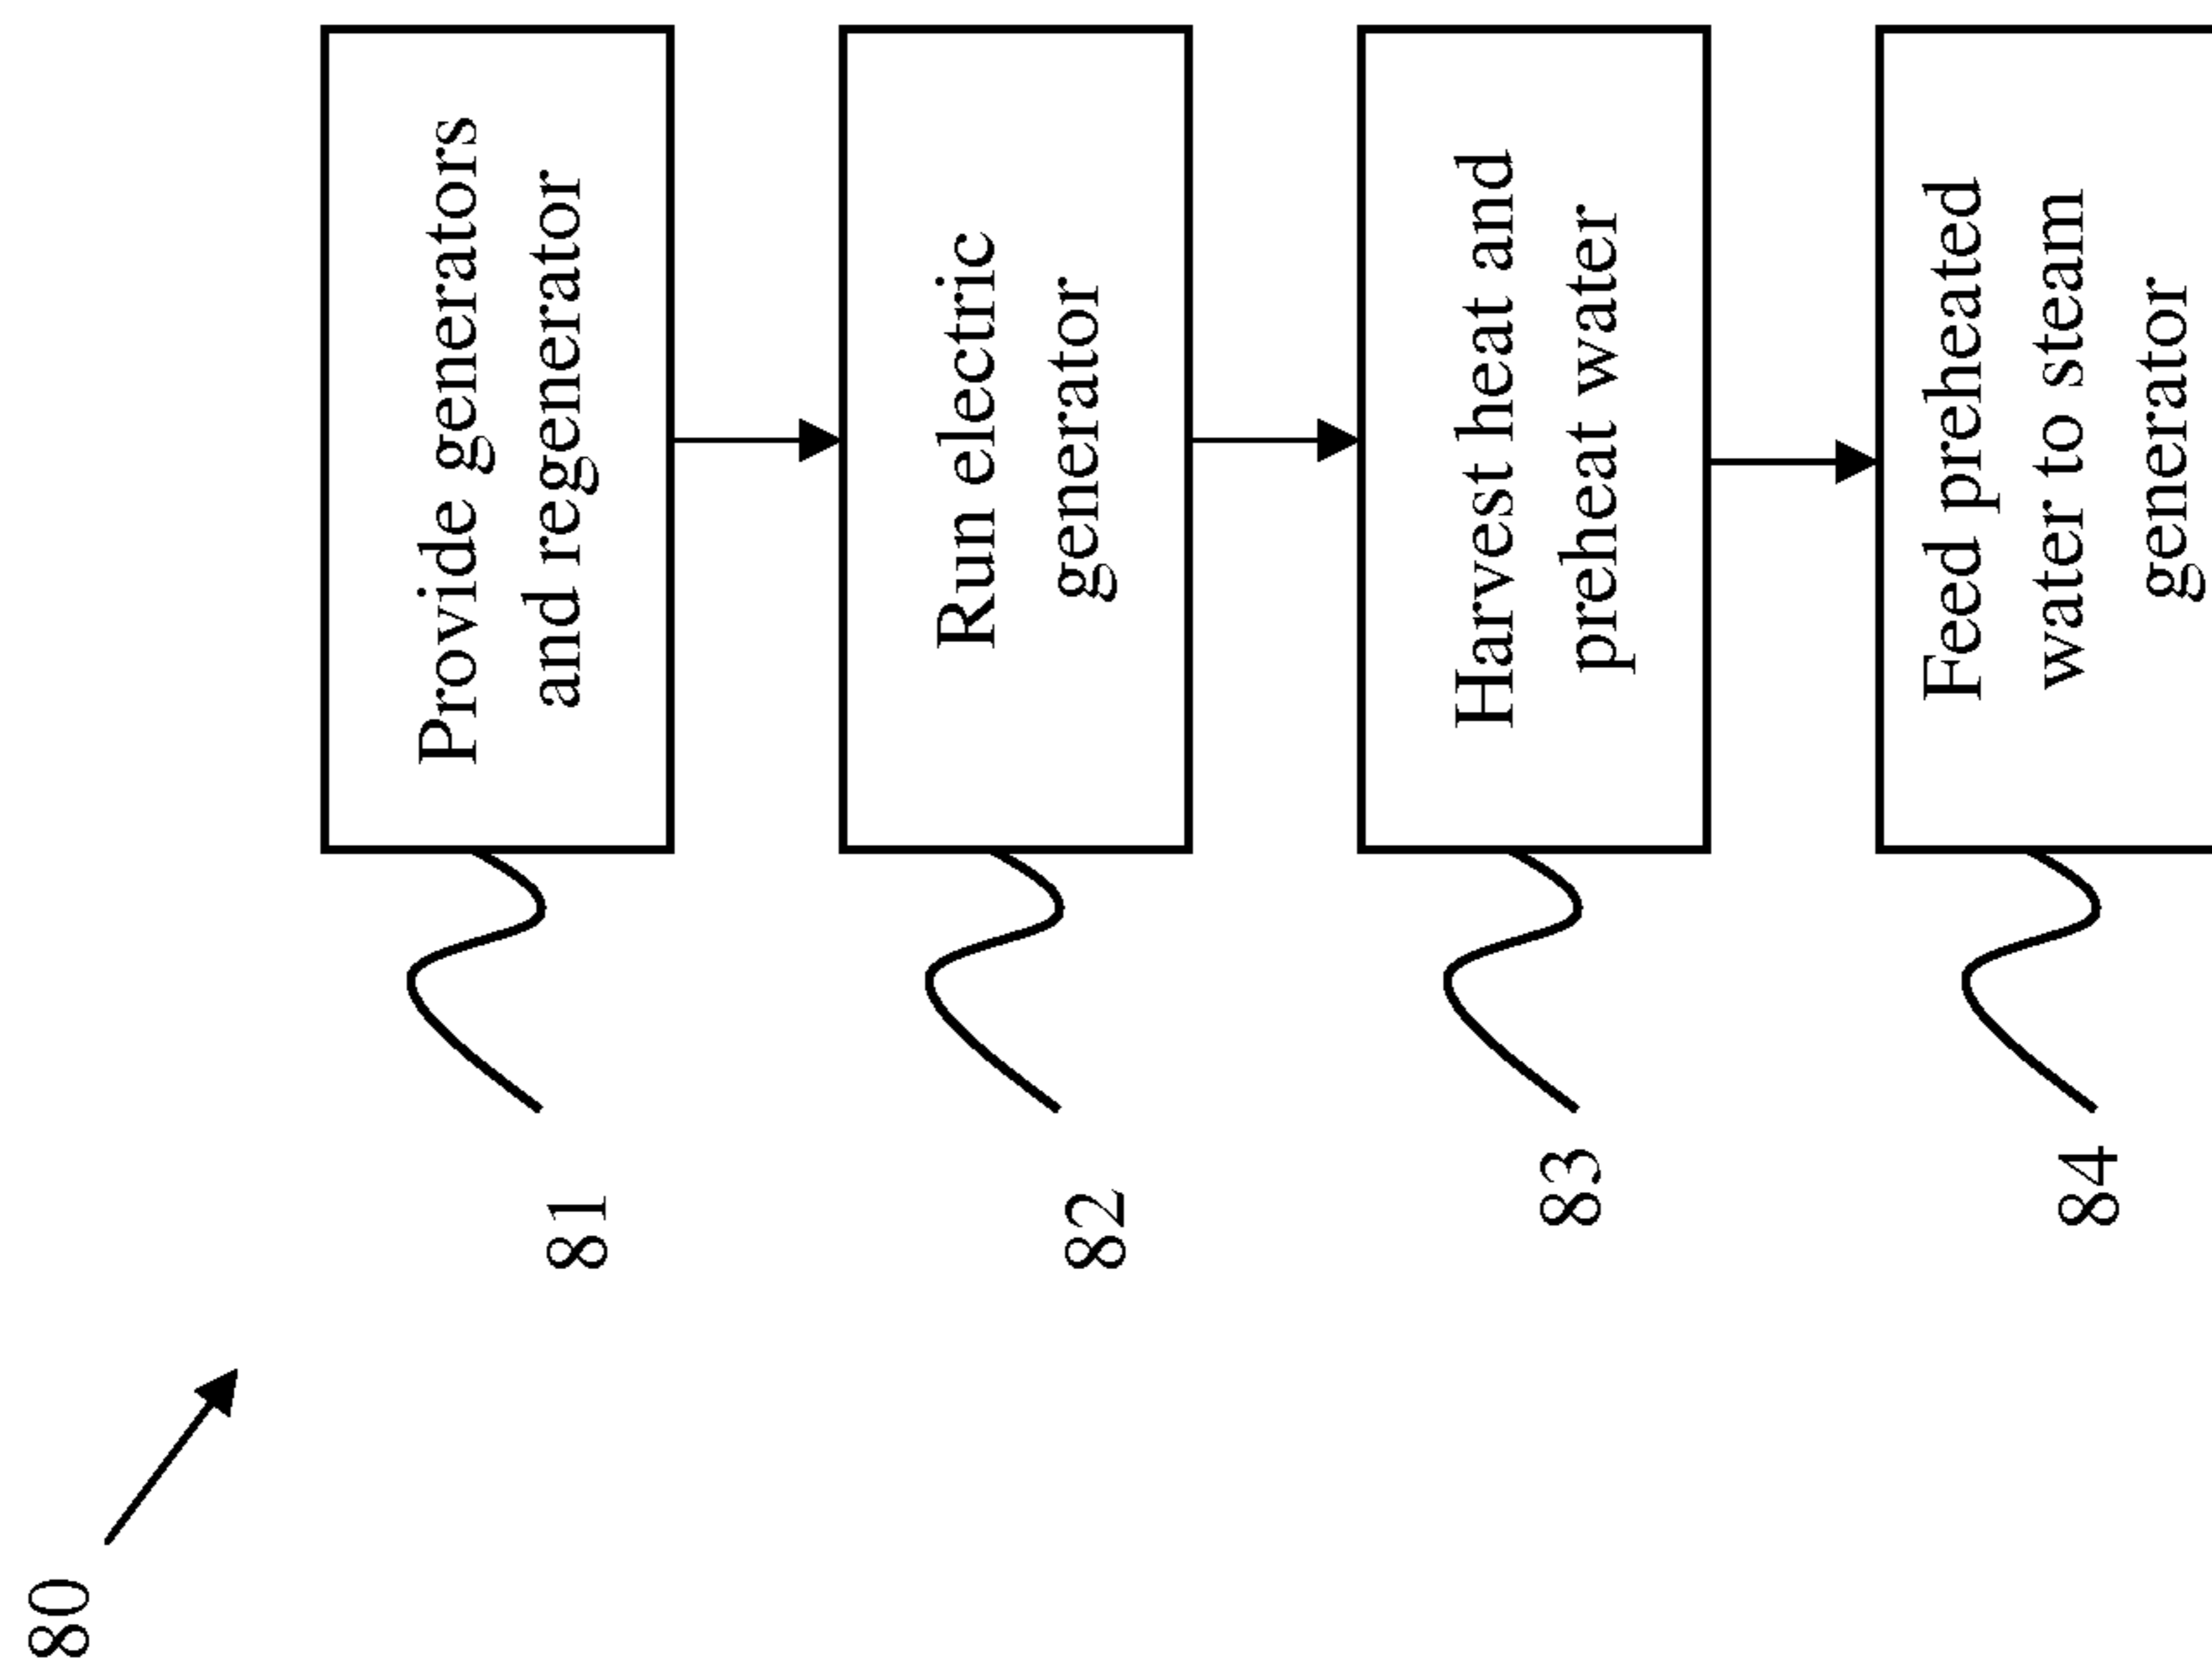 80
81
Provide generators
and regenerator
82
Run electric
generator
83
Harvest heat and
preheat water
84
Feed preheated
water to steam
generator